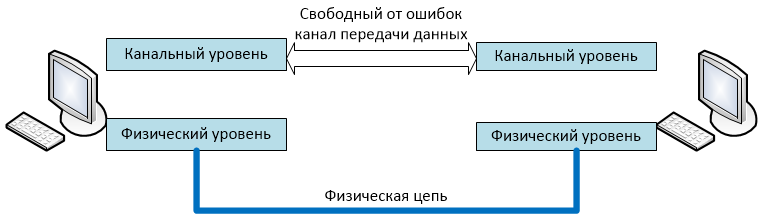 Свободный от ошибок
канал передачи данных
Канальный уровень
Канальный уровень
Физический уровень
Физический уровень
Физическая цепь